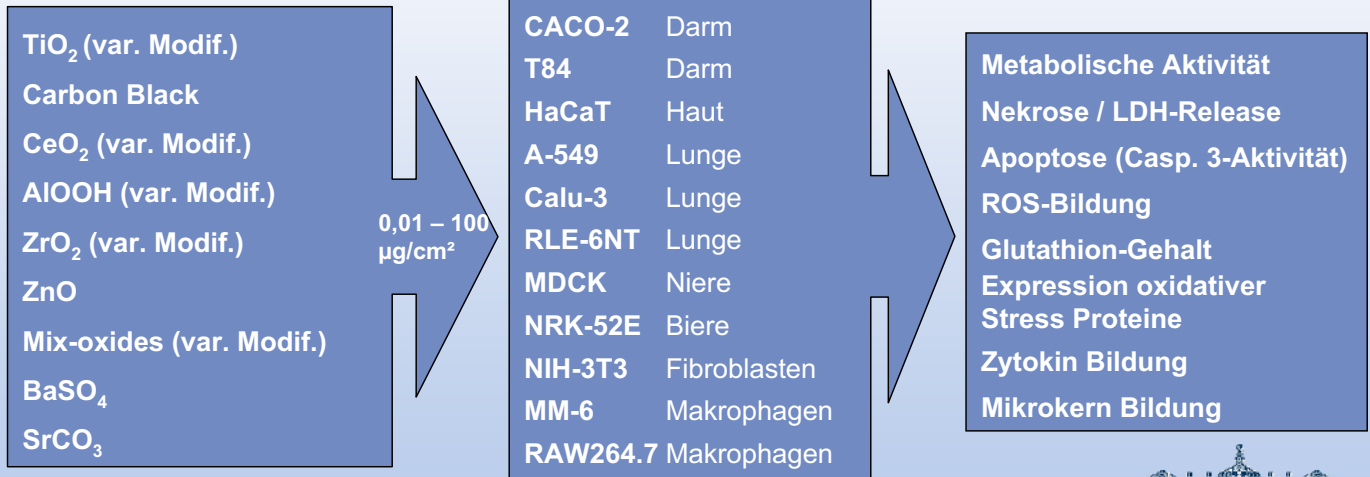 TiO₂ (var. Modif.)
Carbon Black
CeO₂ (var. Modif.)
AlOOH (var. Modif.)
ZrO₂ (var. Modif.)
ZnO
Mix-oxides (var. Modif.)
BaSO₄
SrCO₃
0,01 – 100
µg/cm²
CACO-2 Darm
T84 Darm
HaCaT Haut
A-549 Lunge
Calu-3 Lunge
RLE-6NT Lunge
MDCK Niere
NRK-52E Biere
NIH-3T3 Fibroblasten
MM-6 Makrophagen
RAW264.7 Makrophagen
Metabolische Aktivität
Nekrose / LDH-Release
Apoptose (Casp. 3-Aktivität)
ROS-Bildung
Glutathion-Gehalt
Expression oxidativer
Stress Proteine
Zytokin Bildung
Mikrokern Bildung